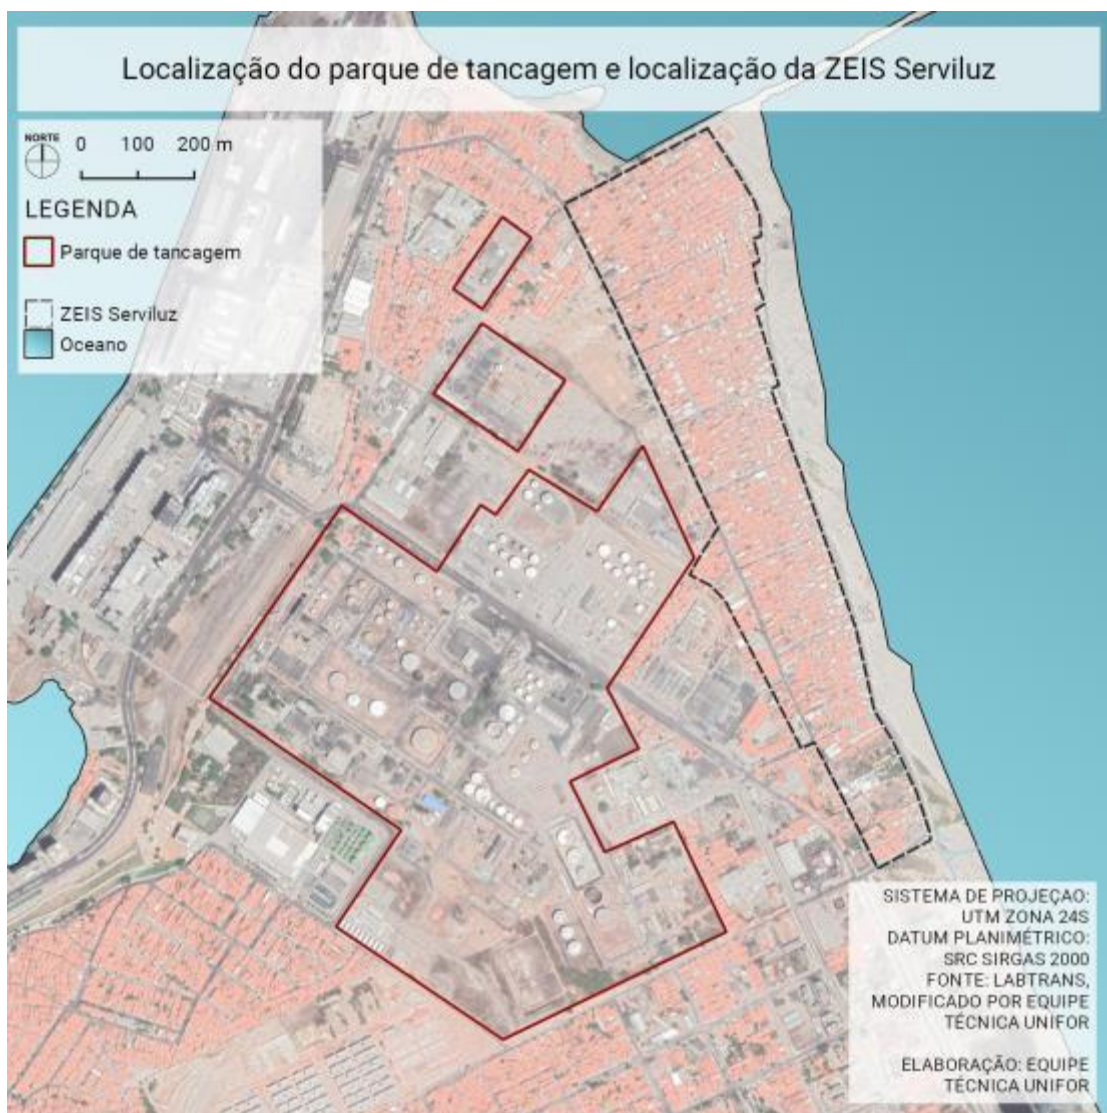 Localização do parque de tancagem e localização da ZEIS Serviluz
NORTE
0 100 200 m
LEGENDA
Parque de tancagem
ZEIS Serviluz
Oceano
SISTEMA DE PROJEÇAO:
UTM ZONA 24S
DATUM PLANIMÉTRICO:
SRC SIRGAS 2000
FONTE: LABTRANS,
MODIFICADO POR EQUIPE
TÉCNICA UNIFOR
ELABORAÇÃO: EQUIPE
TÉCNICA UNIFOR